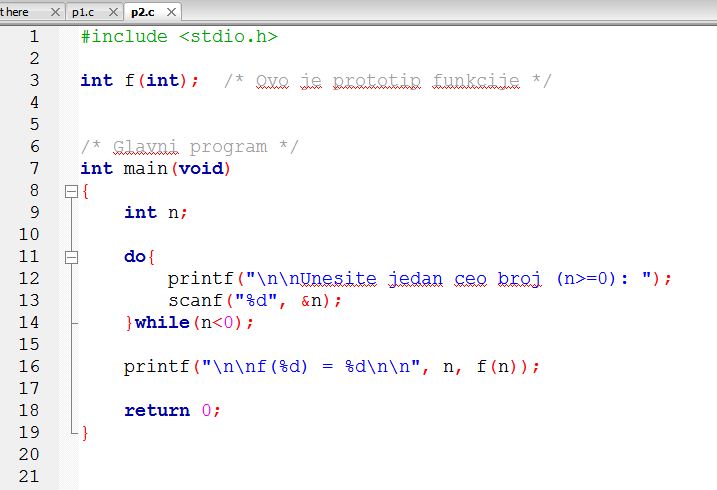 t here p1.c p2.c
1 #include <stdio.h>
2
3 int f(int); /* Ovo je prototip funkcije */
4
5
6 /* Glavni program */
7 int main(void)
8 {
9 int n;
10
11 do{
12 printf("\n\nUnesite jedan ceo broj (n>=0): ");
13 scanf("%d", &n);
14 }while(n<0);
15
16 printf("\n\nf(%d) = %d\n\n", n, f(n));
17
18 return 0;
19 }
20
21